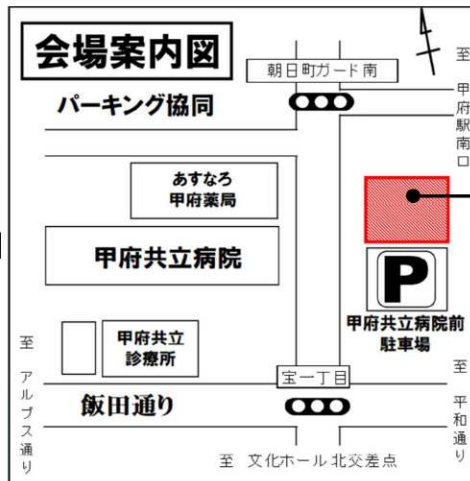 会場案内図
朝日町ガード南
至 甲府駅南口
パーキング協同
あすなろ
甲府薬局
甲府共立病院
P
甲府共立病院前
駐車場
甲府共立
診療所
宝一丁目
至 アルプス通り
飯田通り
至 平和通り
至 文化ホール北交差点